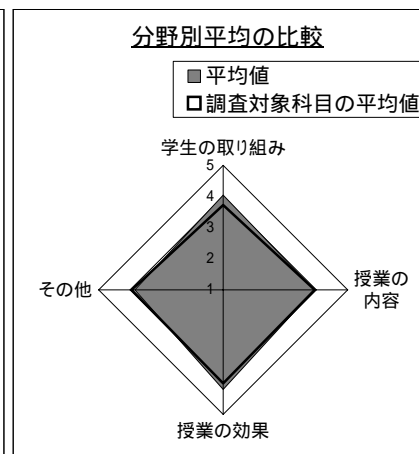 分野別平均の比較
平均値
調査対象科目の平均値
学生の取り組み
5
4
3
2
1
その他
授業の
内容
授業の効果